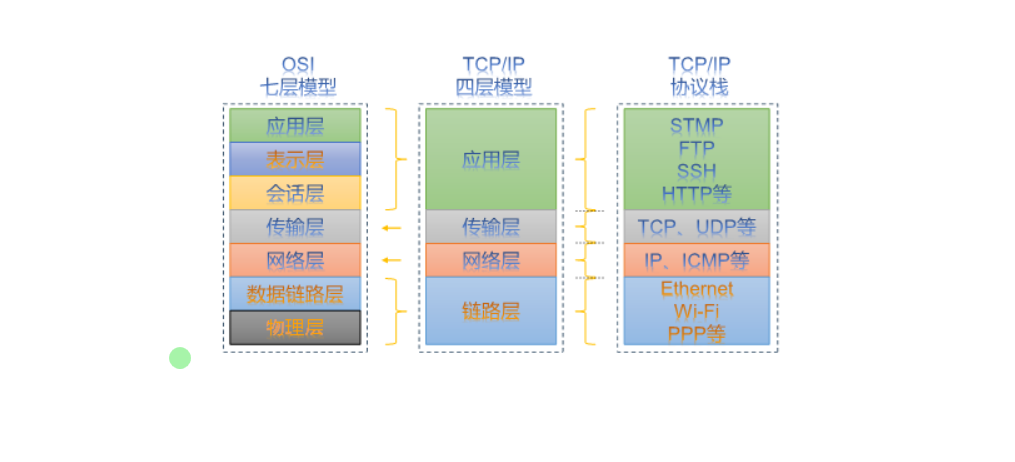 OSI
七层模型
应用层
表示层
会话层
传输层
网络层
数据链路层
物理层
TCP/IP
四层模型
应用层
传输层
网络层
链路层
TCP/IP
协议栈
STMP
FTP
SSH
HTTP等
TCP、UDP等
IP、ICMP等
Ethernet
Wi-Fi
PPP等